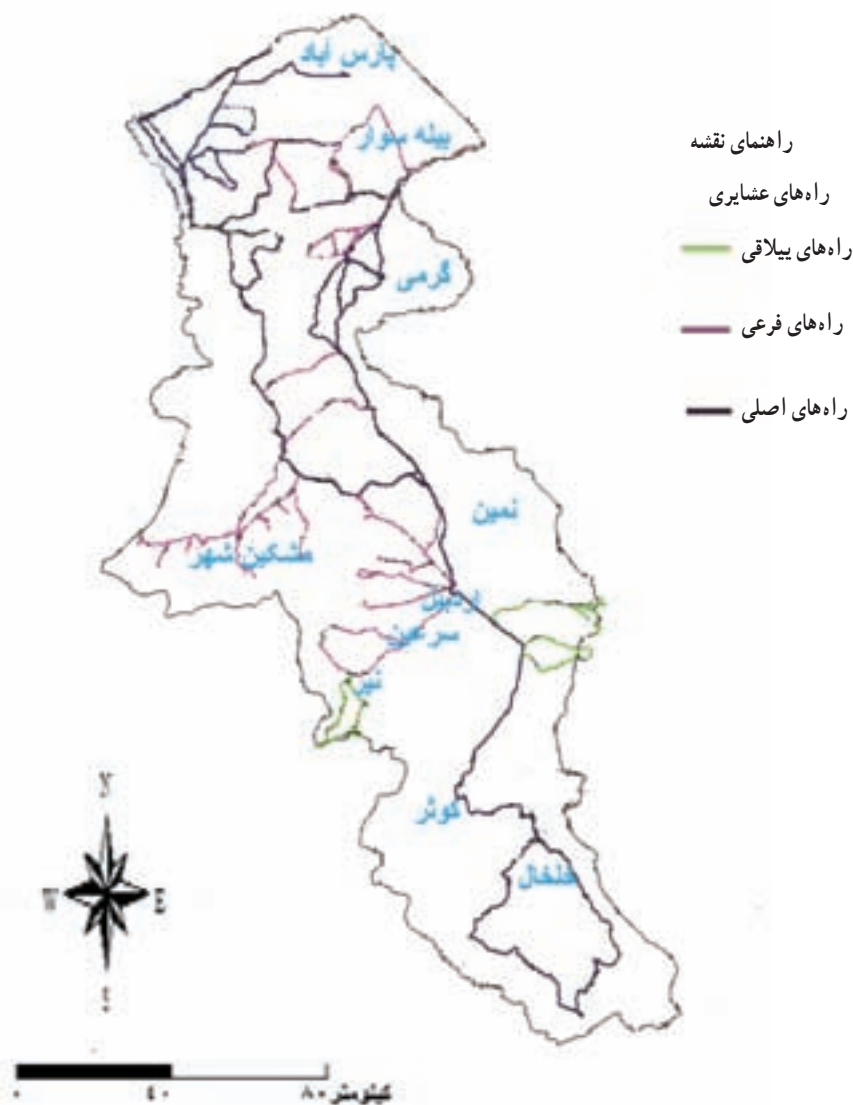 پارس آباد
بیله سوار
گرمی
نمین
مشکین شهر
اردبیل
سرعین
نیر
کوثر
خلخال
راهنمای نقشه
راه‌های عشایری
راه‌های ییلاقی
راه‌های فرعی
راه‌های اصلی
W
E
۰ ۴۰ ۸۰ کیلومتر